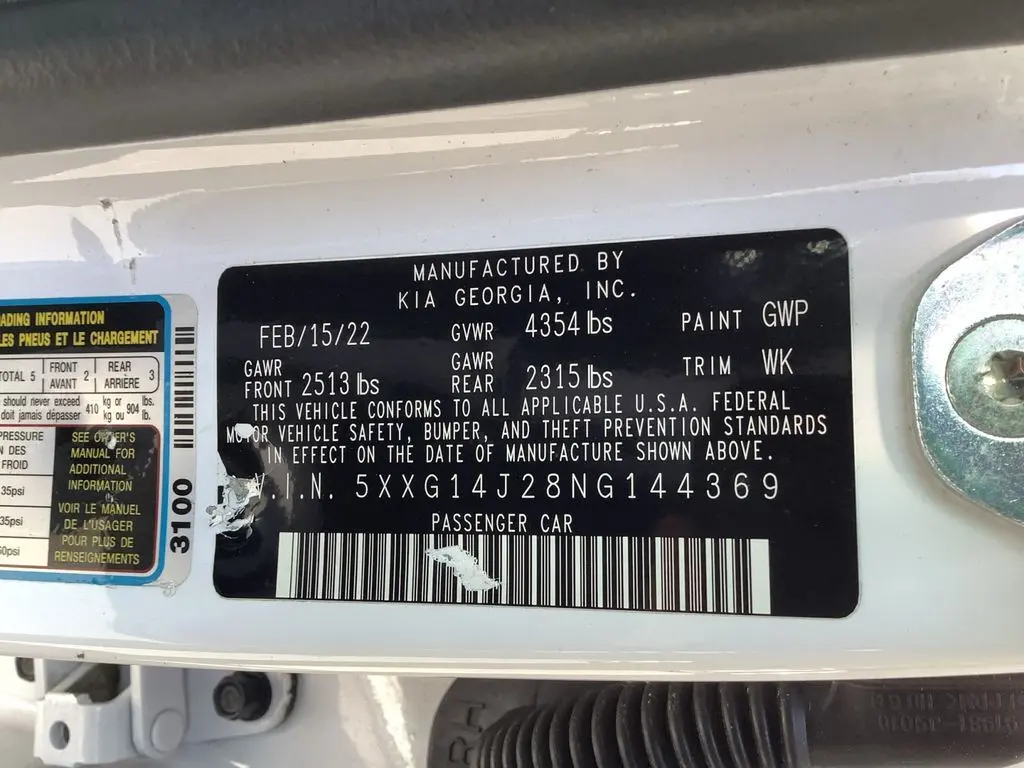 MANUFACTURED BY
KIA GEORGIA, INC.
FEB/15/22 GVWR 4354 lbs PAINT GWP
GAWR FRONT 2513 lbs GAWR REAR 2315 lbs TRIM WK
THIS VEHICLE CONFORMS TO ALL APPLICABLE U.S.A. FEDERAL
MOTOR VEHICLE SAFETY, BUMPER, AND THEFT PREVENTION STANDARDS
IN EFFECT ON THE DATE OF MANUFACTURE SHOWN ABOVE.
.I.N. 5XXG14J28NG144369
PASSENGER CAR
ADING INFORMATION
LES PNEUS ET LE CHARGEMENT
TOTAL 5 FRONT AVANT 2 REAR ARRIÈRE 3
should never exceed 410 kg or lbs.
doit jamais dépasser kg ou 904 lb.
PRESSURE
N DES
FROID
35psi
35psi
60psi
SEE OWNER'S
MANUAL FOR
ADDITIONAL
INFORMATION
VOIR LE MANUEL
DE L'USAGER
POUR PLUS DE
RENSEIGNEMENTS
3100
RH